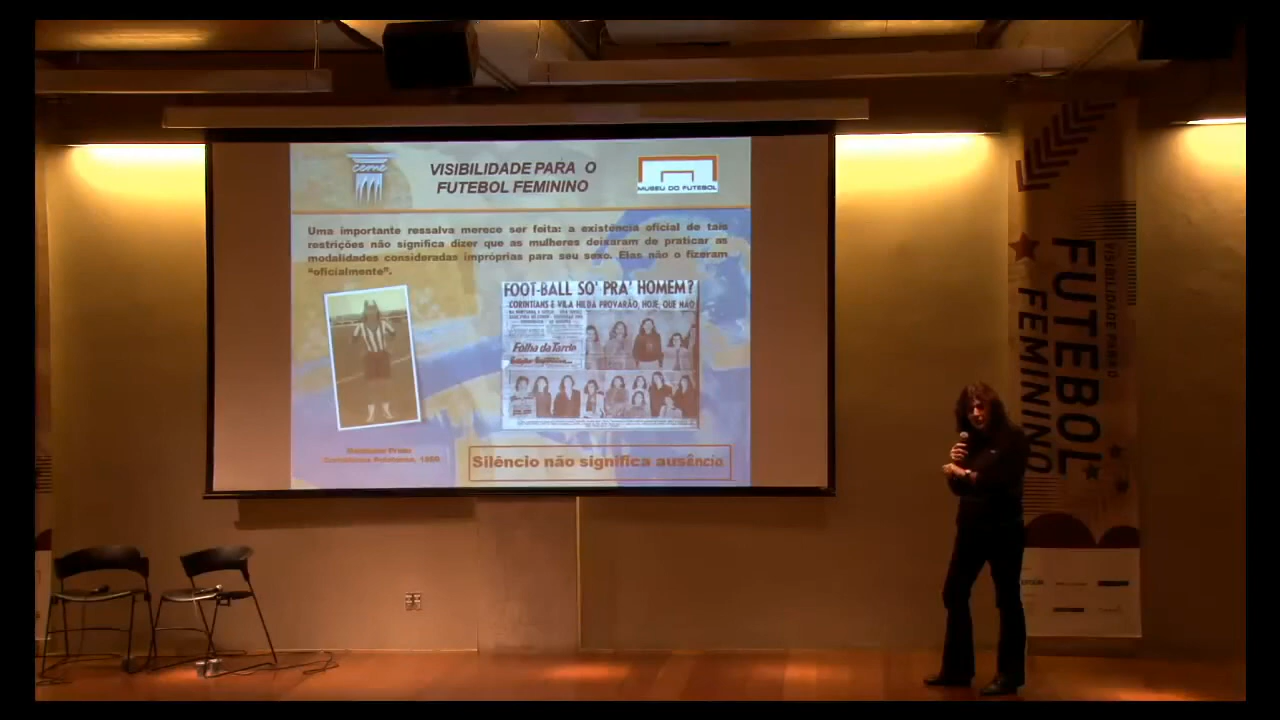 ceme
VISIBILIDADE PARA O
FUTEBOL FEMININO
MUSEU DO FUTEBOL
Uma importante ressalva merece ser feita: a existência oficial de tais
restrições não significa dizer que as mulheres deixaram de praticar as
modalidades consideradas impróprias para seu sexo. Elas não o fizeram
“oficialmente”.
FOOT-BALL SO' PRA' HOMEM?
CORINTIANS E VILA HILDA PROVARÃO, HOJE, QUE NÃO
Folha da Tarde
Silêncio não significa ausência
VISIBILIDADE PARA O
FUTEBOL
FEMININO